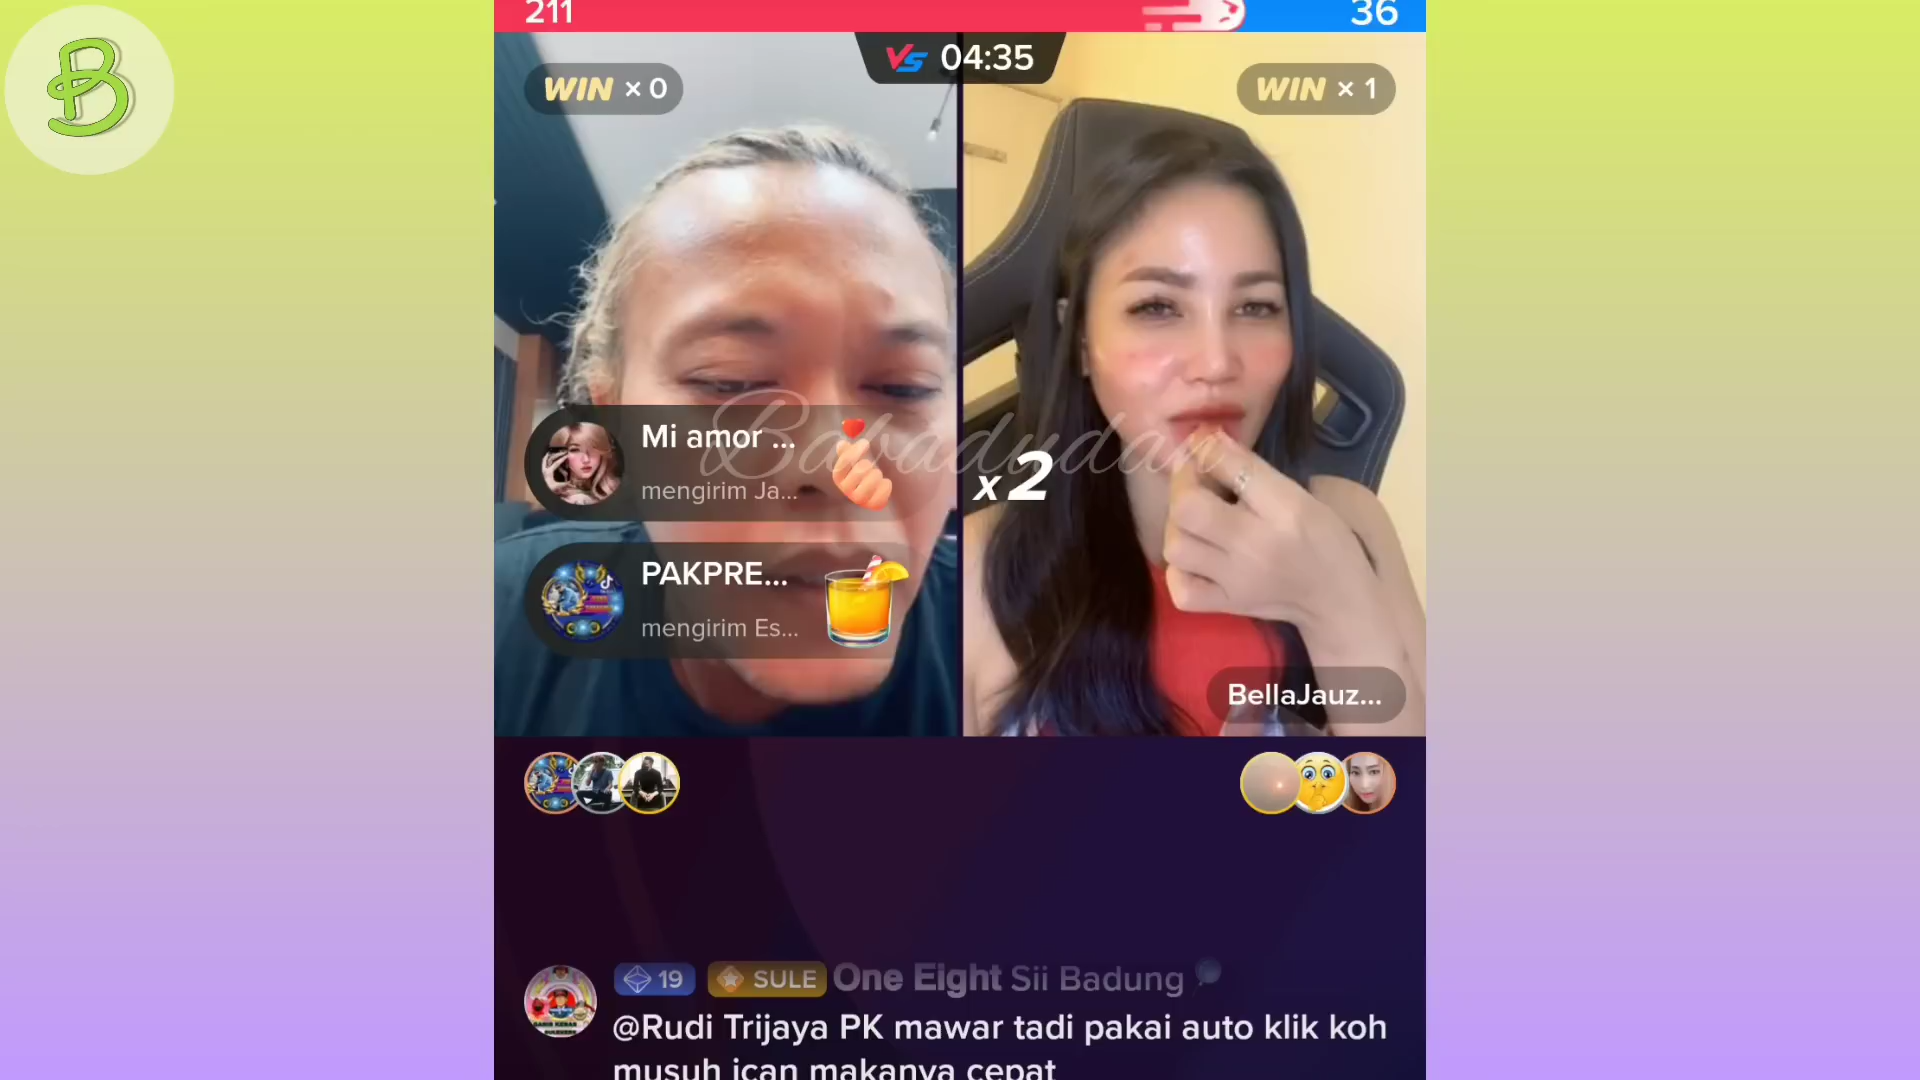 211
36
VS 04:35
WIN × 0
WIN × 1
B
Mi amor ...
mengirim Ja...
Babadudan
x2
PAKPRE...
mengirim Es...
BellaJauz...
19 SULE One Eight Sii Badung
@Rudi Trijaya PK mawar tadi pakai auto klik koh
musuh ican makanya cepat